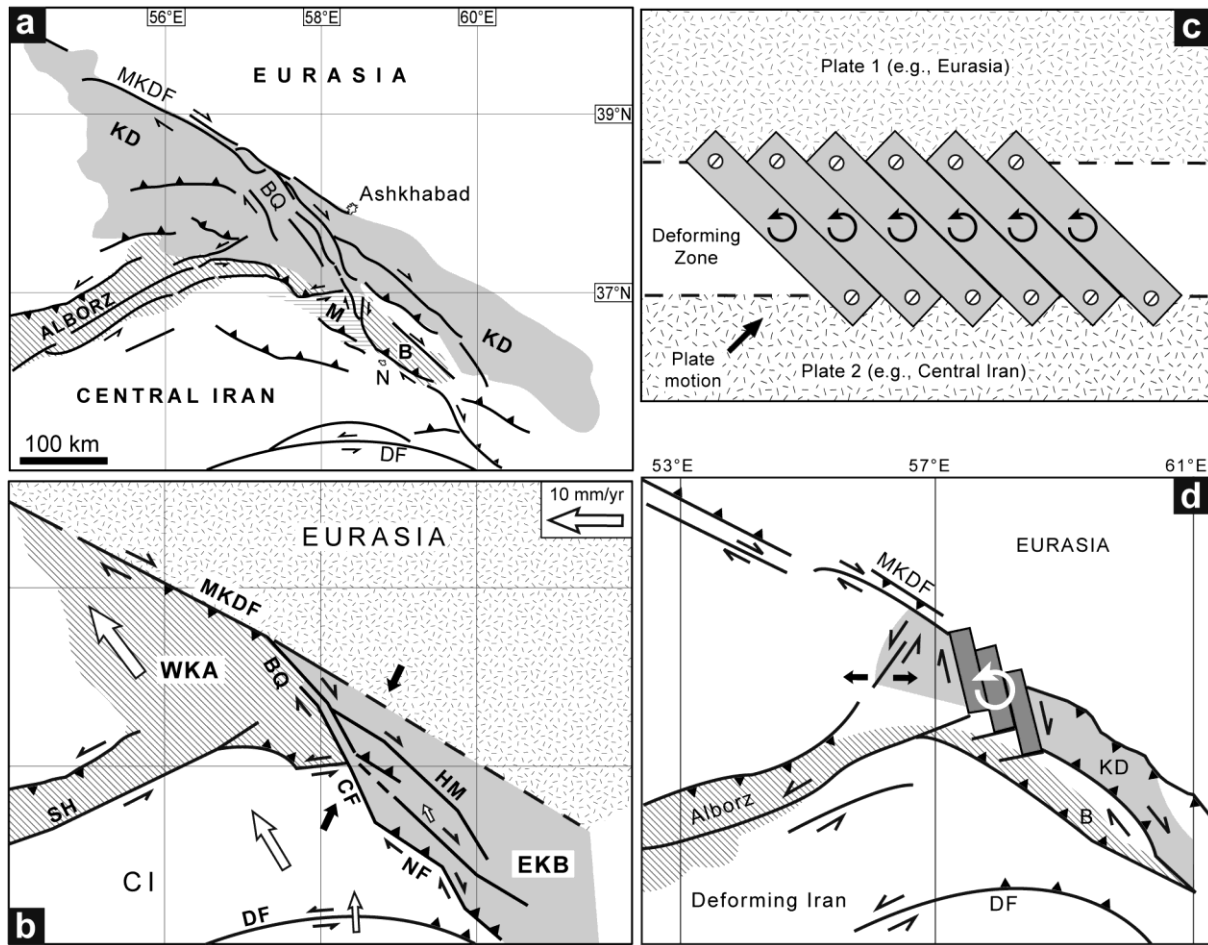 a
56°E
58°E
60°E
EURASIA
MKDF
39°N
KD
BQ
Ashkhabad
37°N
ALBORZ
M
B
KD
N
CENTRAL IRAN
100 km
DF
c
Plate 1 (e.g., Eurasia)
Deforming
Zone
Plate
motion
Plate 2 (e.g., Central Iran)
b
10 mm/yr
EURASIA
MKDF
BQ
WKA
HM
SH
CF
NF
EKB
CI
DF
d
53°E
57°E
61°E
MKDF
EURASIA
KD
Alborz
B
Deforming Iran
DF